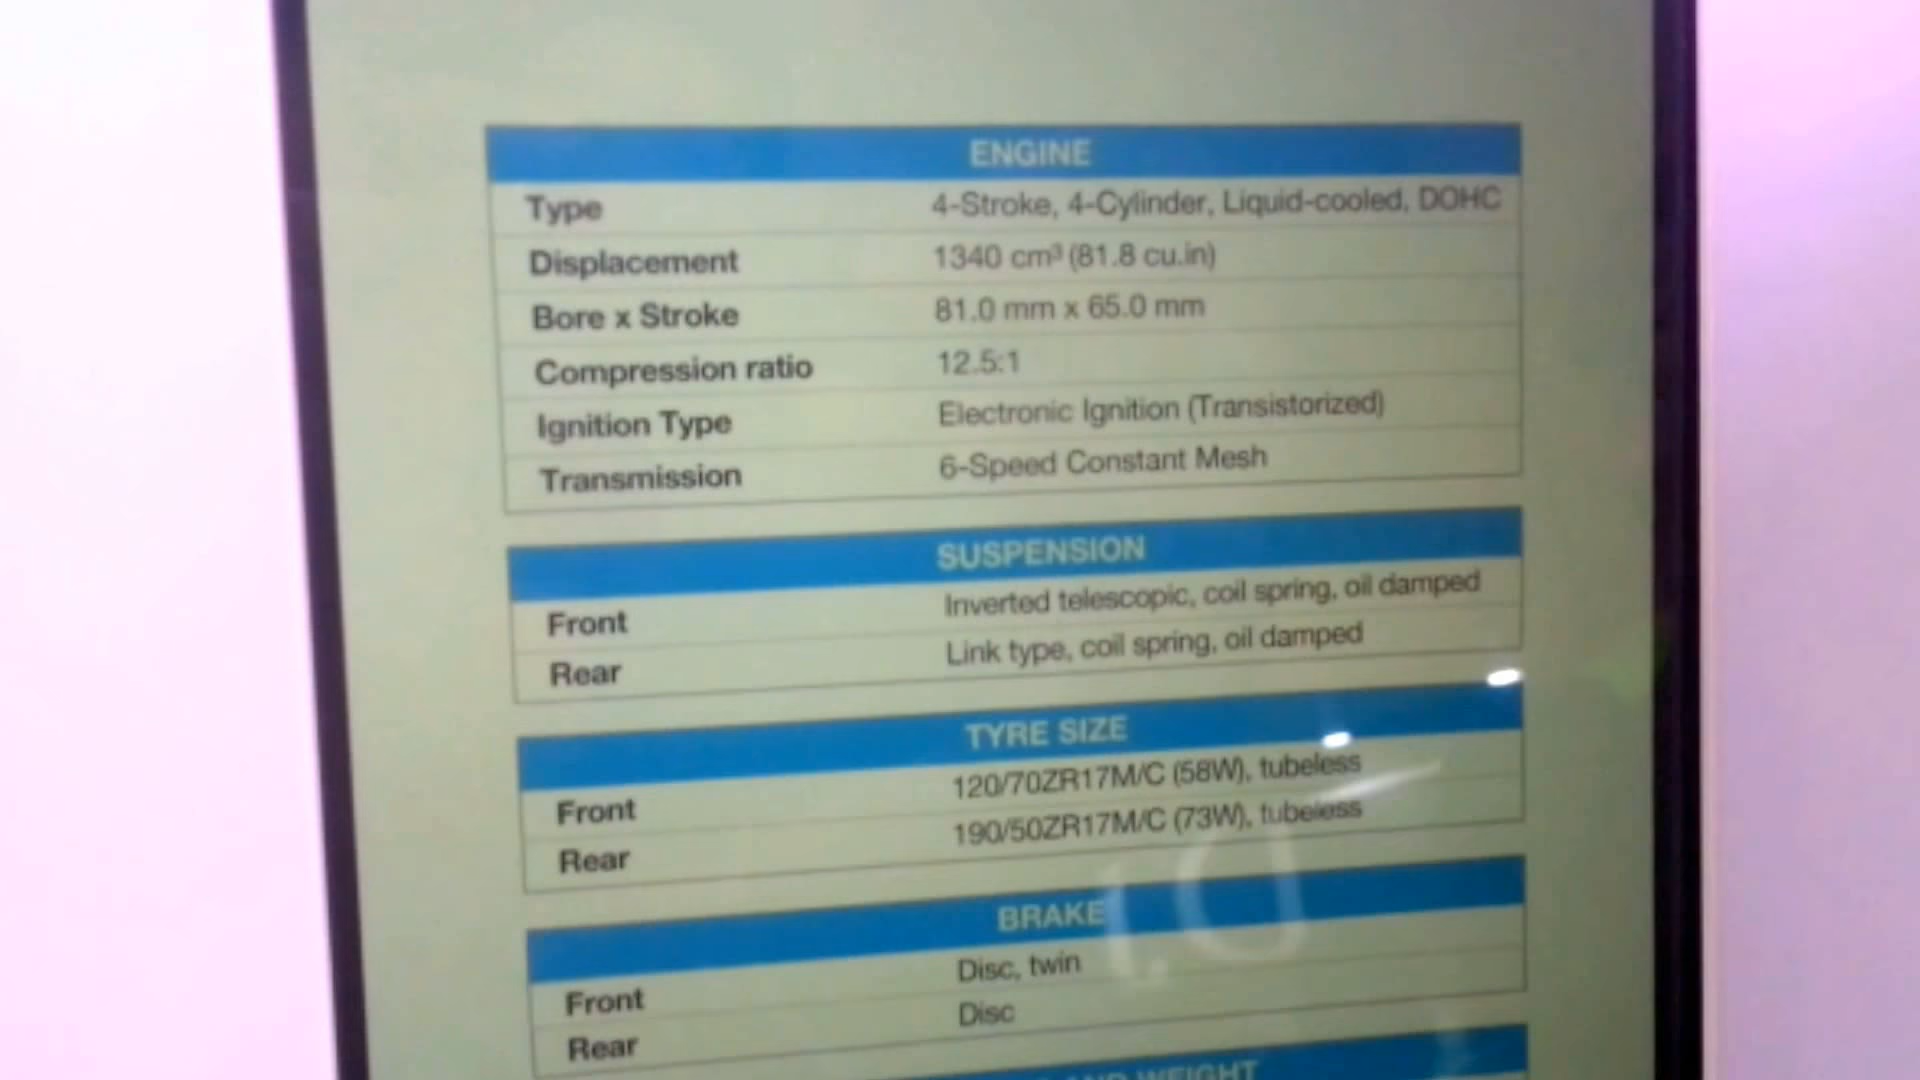 ENGINE
Type 4-Stroke, 4-Cylinder, Liquid-cooled, DOHC
Displacement 1340 cm³ (81.8 cu.in)
Bore x Stroke 81.0 mm x 65.0 mm
Compression ratio 12.5:1
Ignition Type Electronic Ignition (Transistorized)
Transmission 6-Speed Constant Mesh
SUSPENSION
Front Inverted telescopic, coil spring, oil damped
Rear Link type, coil spring, oil damped
TYRE SIZE
Front 120/70ZR17M/C (58W), tubeless
Rear 190/50ZR17M/C (73W), tubeless
BRAKE
Front Disc, twin
Rear Disc
AND WEIGHT